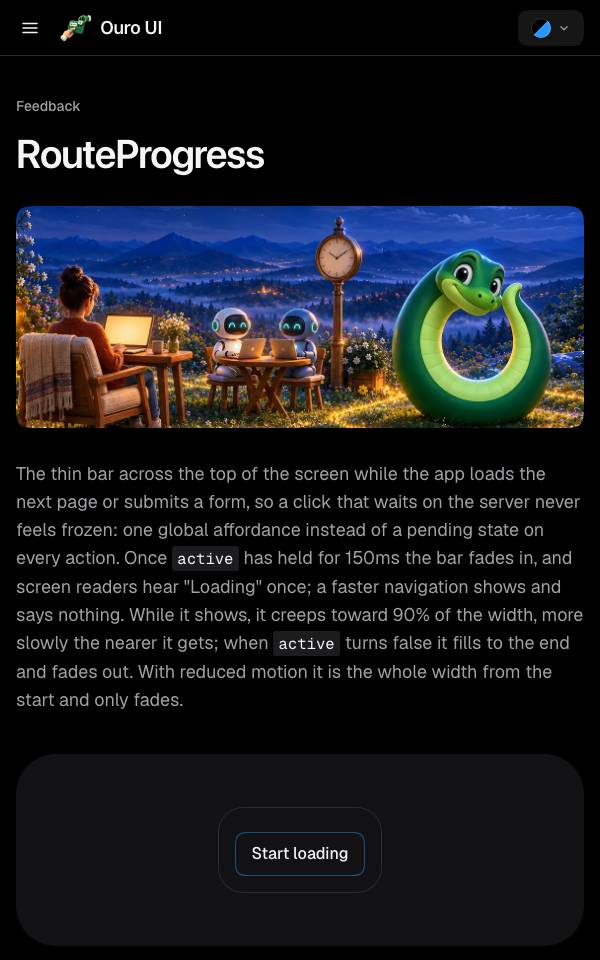 Ouro UI
Feedback
RouteProgress
The thin bar across the top of the screen while the app loads the
next page or submits a form, so a click that waits on the server never
feels frozen: one global affordance instead of a pending state on
every action. Once active has held for 150ms the bar fades in, and
screen readers hear "Loading" once; a faster navigation shows and
says nothing. While it shows, it creeps toward 90% of the width, more
slowly the nearer it gets; when active turns false it fills to the end
and fades out. With reduced motion it is the whole width from the
start and only fades.
Start loading